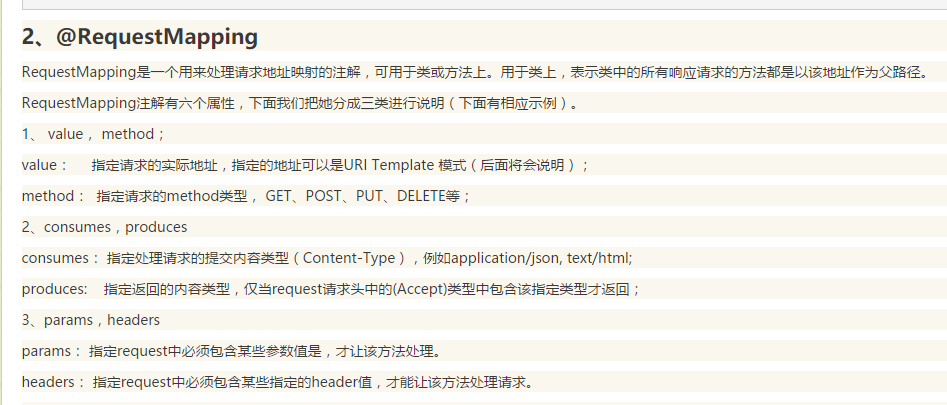 2、@RequestMapping
RequestMapping是一个用来处理请求地址映射的注解，可用于类或方法上。用于类上，表示类中的所有响应请求的方法都是以该地址作为父路径。
RequestMapping注解有六个属性，下面我们把她分成三类进行说明（下面有相应示例）。
1、 value， method；
value： 指定请求的实际地址，指定的地址可以是URI Template 模式（后面将会说明）；
method： 指定请求的method类型， GET、POST、PUT、DELETE等；
2、consumes，produces
consumes： 指定处理请求的提交内容类型（Content-Type），例如application/json, text/html;
produces: 指定返回的内容类型，仅当request请求头中的(Accept)类型中包含该指定类型才返回；
3、params，headers
params： 指定request中必须包含某些参数值是，才让该方法处理。
headers： 指定request中必须包含某些指定的header值，才能让该方法处理请求。